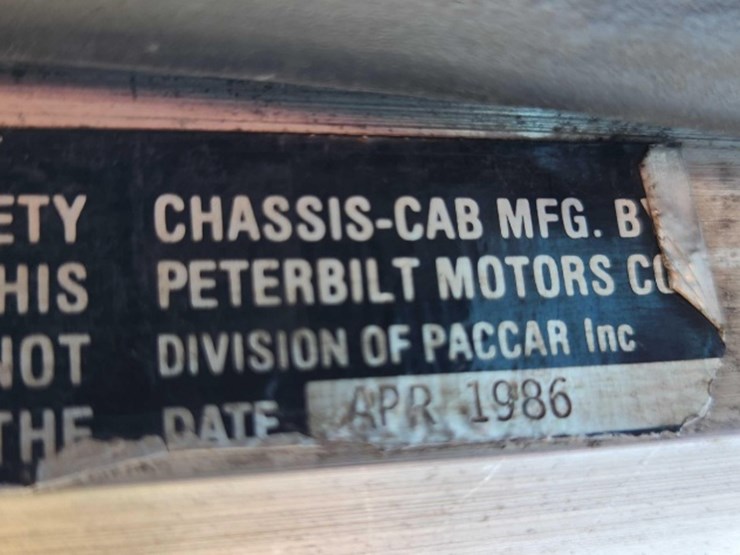 ETY CHASSIS-CAB MFG. BY
HIS PETERBILT MOTORS CO
NOT DIVISION OF PACCAR Inc
THE DATE APR 1986